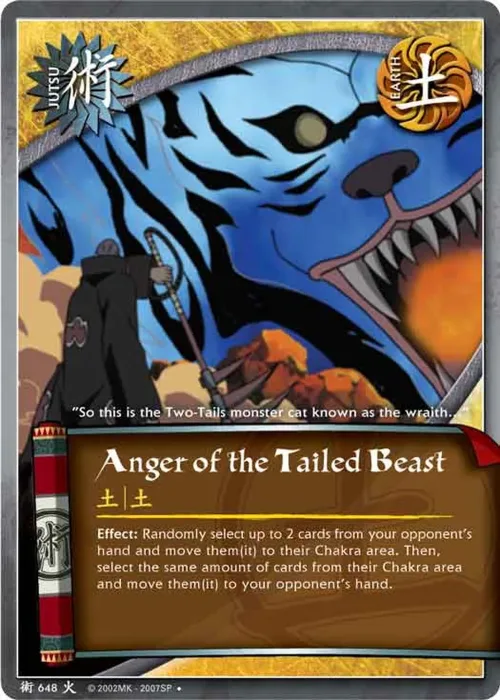 JUTSU
術
EARTH
土
"So this is the Two-Tails monster cat known as the wraith..."
Anger of the Tailed Beast
土|土
Effect: Randomly select up to 2 cards from your opponent's
hand and move them(it) to their Chakra area. Then,
select the same amount of cards from their Chakra area
and move them(it) to your opponent's hand.
術
術 648 火 © 2002MK - 2007SP